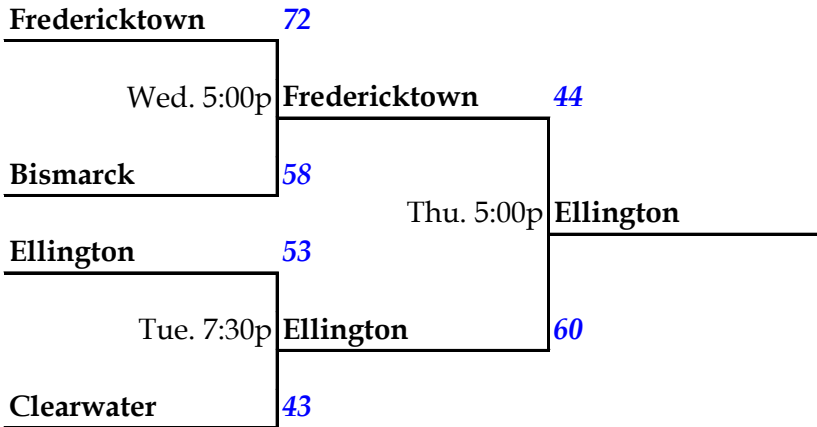 Fredericktown 72
Wed. 5:00p Fredericktown 44
Bismarck 58
Thu. 5:00p Ellington
Ellington 53
Tue. 7:30p Ellington 60
Clearwater 43